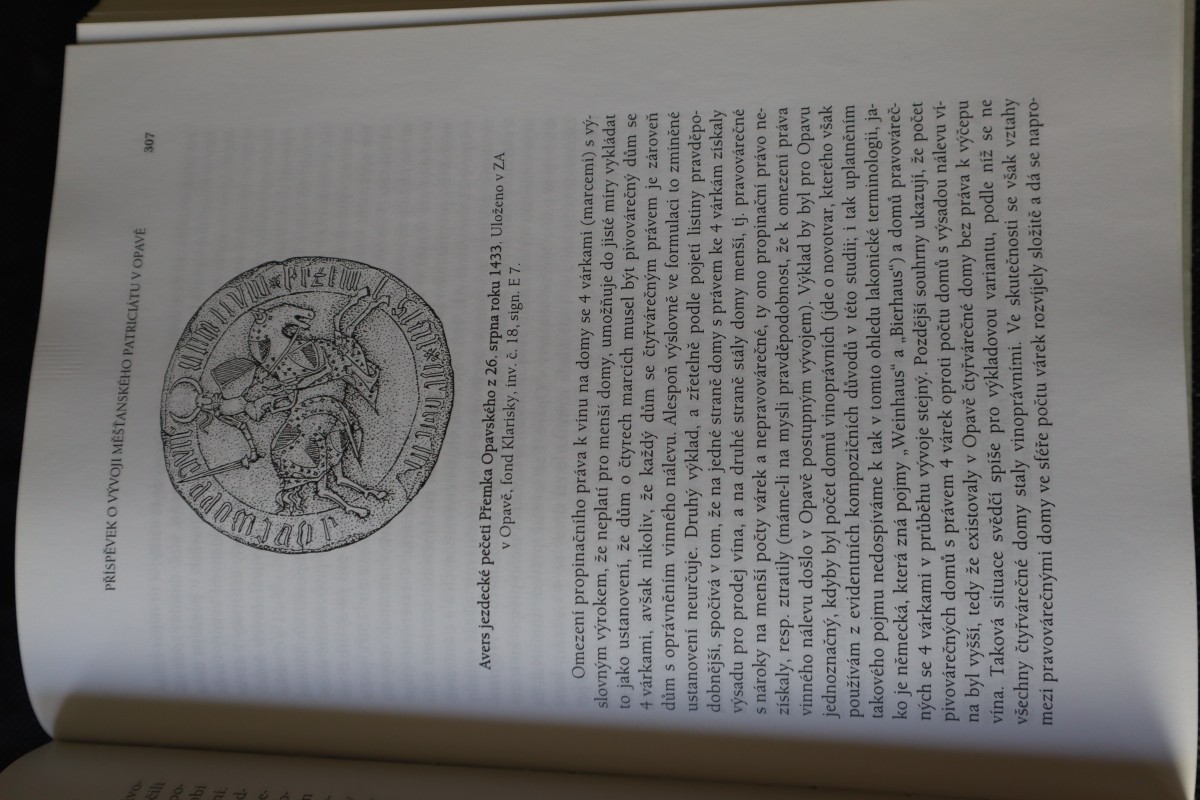 PŘÍSPĚVEK O VÝVOJI MĚŠŤANSKÉHO PATRICIÁTU V OPAVĚ
307
Avers jezdecké pečeti Přemka Opavského z 26. srpna roku 1433. Uloženo v ZA
v Opavě, fond Klarisky, inv. č. 18, sign. E 7.
Omezení propinačního práva k vínu na domy se 4 várkami (marcemi) s vý-
slovným výrokem, že neplatí pro menší domy, umožňuje do jisté míry vykládat
to jako ustanovení, že dům o čtyrech marcích musel být pivovárečný dům se
4 várkami, avšak nikoliv, že každý dům se čtyřvárečným právem je zároveň
dům s oprávněním vinného nálevu. Alespoň výslovně ve formulaci to zmíněné
ustanovení neurčuje. Druhý výklad, a zřetelně podle pojetí listiny pravděpo-
dobnější, spočívá v tom, že na jedné straně domy s právem ke 4 várkám získaly
výsadu pro prodej vína, a na druhé straně stály domy menší, tj. pravovárečné
s nároky na menší počty várek a nepravovárečné, ty ono propinační právo ne-
získaly, resp. ztratily (máme-li na mysli pravděpodobnost, že k omezení práva
vinného nálevu došlo v Opavě postupným vývojem). Výklad by byl pro Opavu
jednoznačný, kdyby byl počet domů vinoprávních (jde o novotvar, kterého však
používám z evidentních kompozičních důvodů v této studii; i tak uplatněním
takového pojmu nedospíváme k tak v tomto ohledu lakonické terminologii, ja-
ko je německá, která zná pojmy „Weinhaus“ a „Bierhaus“) a domů pravováreč-
ných se 4 várkami v průběhu vývoje stejný. Pozdější souhrny ukazují, že počet
pivovárečných domů s právem 4 várek oproti počtu domů s výsadou nálevu ví-
na byl vyšší, tedy že existovaly v Opavě čtyřvárečné domy bez práva k výčepu
vína. Taková situace svědčí spíše pro výkladovou variantu, podle níž se ne
všechny čtyřvárečné domy staly vinoprávními. Ve skutečnosti se však vztahy
mezi pravovárečnými domy ve sféře počtu várek rozvíjely složitě a dá se napro-